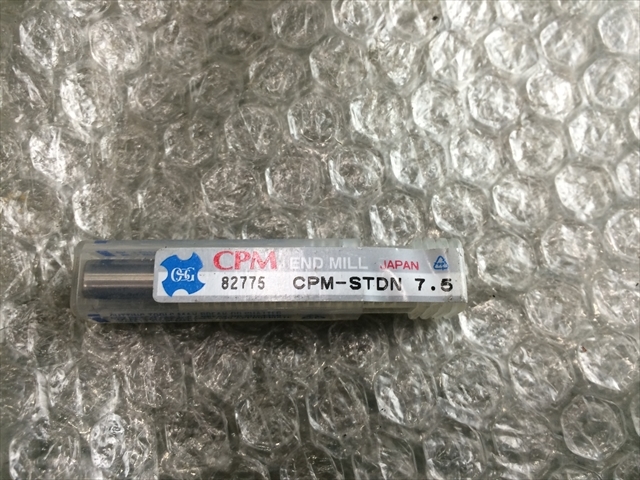 OSG CPM END MILL JAPAN
82775 CPM-STDN 7.5